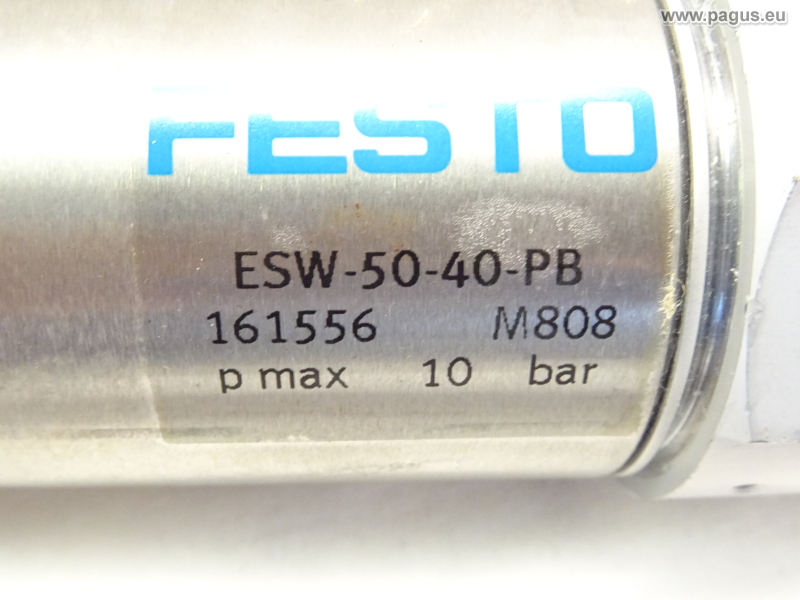 www.pagus.eu
FESTO
ESW-50-40-PB
161556 M808
p max 10 bar